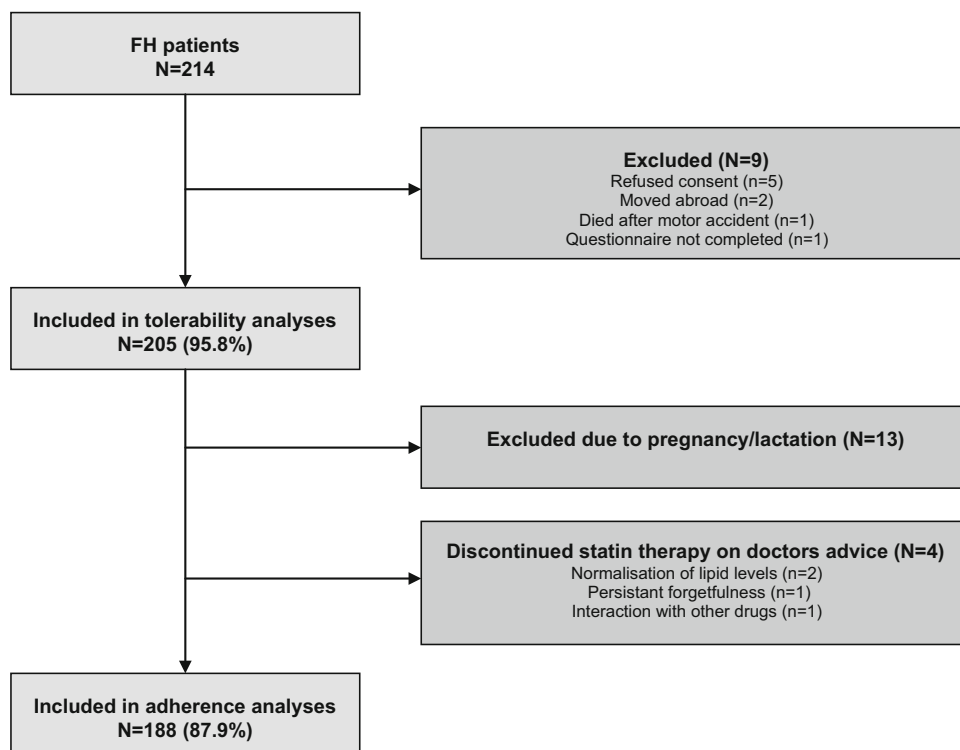 FH patients
N=214
Excluded (N=9)
Refused consent (n=5)
Moved abroad (n=2)
Died after motor accident (n=1)
Questionnaire not completed (n=1)
Included in tolerability analyses
N=205 (95.8%)
Excluded due to pregnancy/lactation (N=13)
Discontinued statin therapy on doctors advice (N=4)
Normalisation of lipid levels (n=2)
Persistant forgetfulness (n=1)
Interaction with other drugs (n=1)
Included in adherence analyses
N=188 (87.9%)